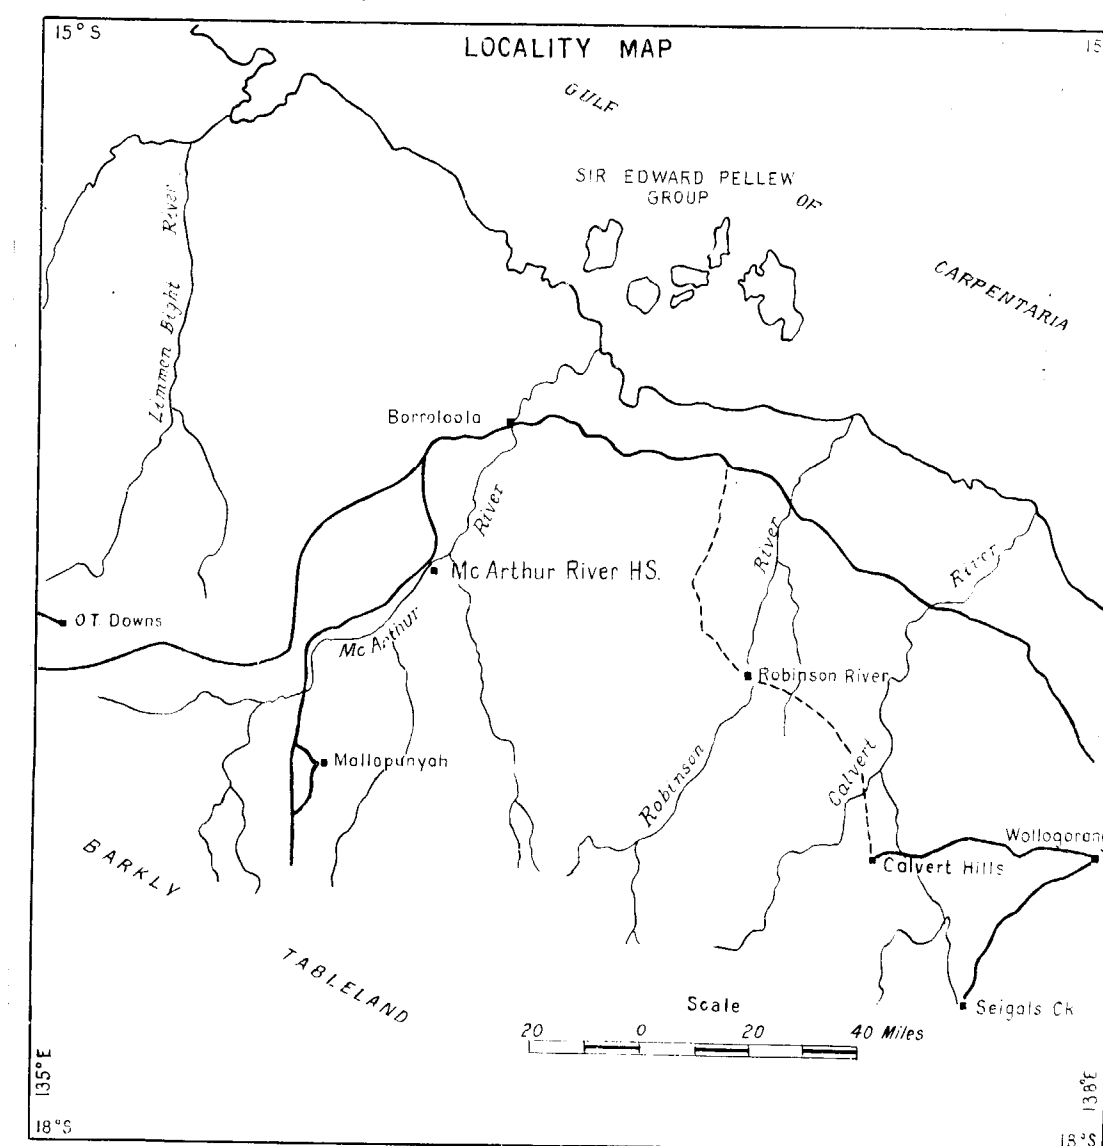 15°S
15
LOCALITY MAP
GULF
SIR EDWARD PELLEW
GROUP
OF
CARPENTARIA
Limmen Bight River
Borroloola
River
River
River
McArthur River HS.
O.T. Downs
McArthur
Robinson River
Mallapunyah
Robinson
Calvert
Wollogorang
Calvert Hills
BARKLY
TABLELAND
Seigals Ck
Scale
20 0 20 40 Miles
135°E
138°E
18°S
18°S